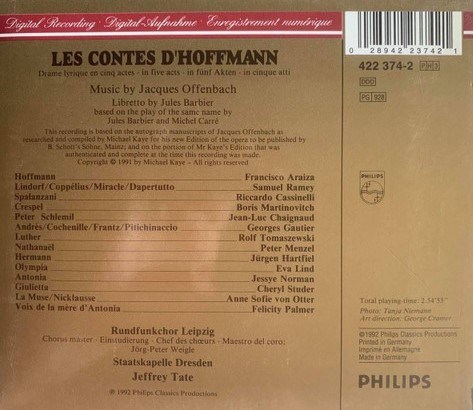 Digital Recording · Digital-Aufnahme · Enregistrement numérique
LES CONTES D'HOFFMANN
Drame lyrique en cinq actes - in five acts - in fünf Akten - in cinque atti
Music by Jacques Offenbach
Libretto by Jules Barbier
based on the play of the same name by
Jules Barbier and Michel Carré
This recording is based on the autograph manuscripts of Jacques Offenbach as
researched and compiled by Michael Kaye for his new Edition of the opera to be published by
B. Schott's Söhne, Mainz; and on the portion of Mr Kaye's Edition that was
authenticated and complete at the time this recording was made.
Copyright © 1991 by Michael Kaye – All rights reserved
Hoffmann Francisco Araiza
Lindorf/Coppélius/Miracle/Dapertutto Samuel Ramey
Spalanzani Riccardo Cassinelli
Crespel Boris Martinovitch
Peter Schlemil Jean-Luc Chaignaud
Andrès/Cochenille/Frantz/Pitichinaccio Georges Gautier
Luther Rolf Tomaszewski
Nathanaël Peter Menzel
Hermann Jürgen Hartfiel
Olympia Eva Lind
Antonia Jessye Norman
Giulietta Cheryl Studer
La Muse/Nicklausse Anne Sofie von Otter
Voix de la mère d'Antonia Felicity Palmer
Rundfunkchor Leipzig
Chorus master - Einstudierung - Chef des chœurs - Maestro del coro:
Jörg-Peter Weigle
Staatskapelle Dresden
Jeffrey Tate
℗ 1992 Philips Classics Productions
0 28942 23742 1
422 374-2 PH3
DDD
PG 928
PHILIPS
Total playing-time: 2.54'55"
Photo: Tanja Niemann
Art direction: George Cramer
©1992 Philips Classics Productions
Printed in Germany
Imprimé en Allemagne
Made in Germany
PHILIPS